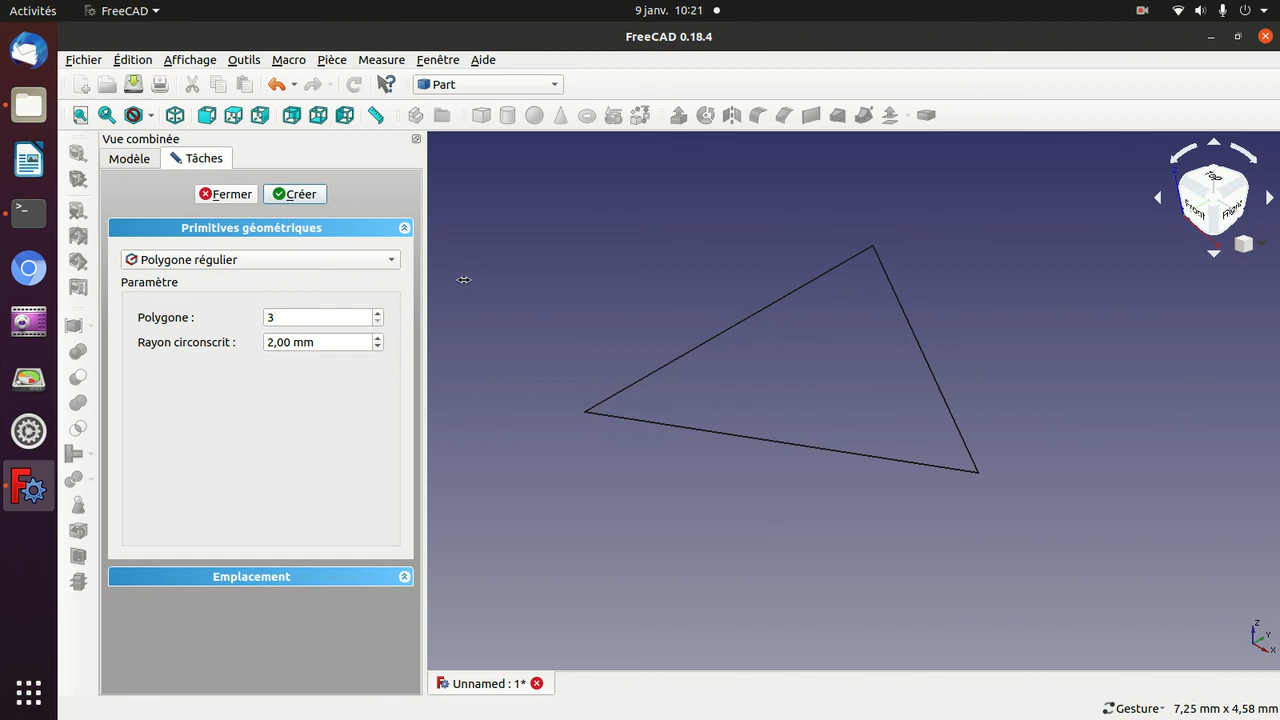 Activités FreeCAD 9 janv. 10:21
FreeCAD 0.18.4
Fichier Édition Affichage Outils Macro Pièce Measure Fenêtre Aide
Part
Vue combinée
Modèle Tâches
Fermer Créer
Primitives géométriques
Polygone régulier
Paramètre
Polygone : 3
Rayon circonscrit : 2,00 mm
Emplacement
Front Right
Z
Y
X
Unnamed : 1*
Gesture 7,25 mm x 4,58 mm